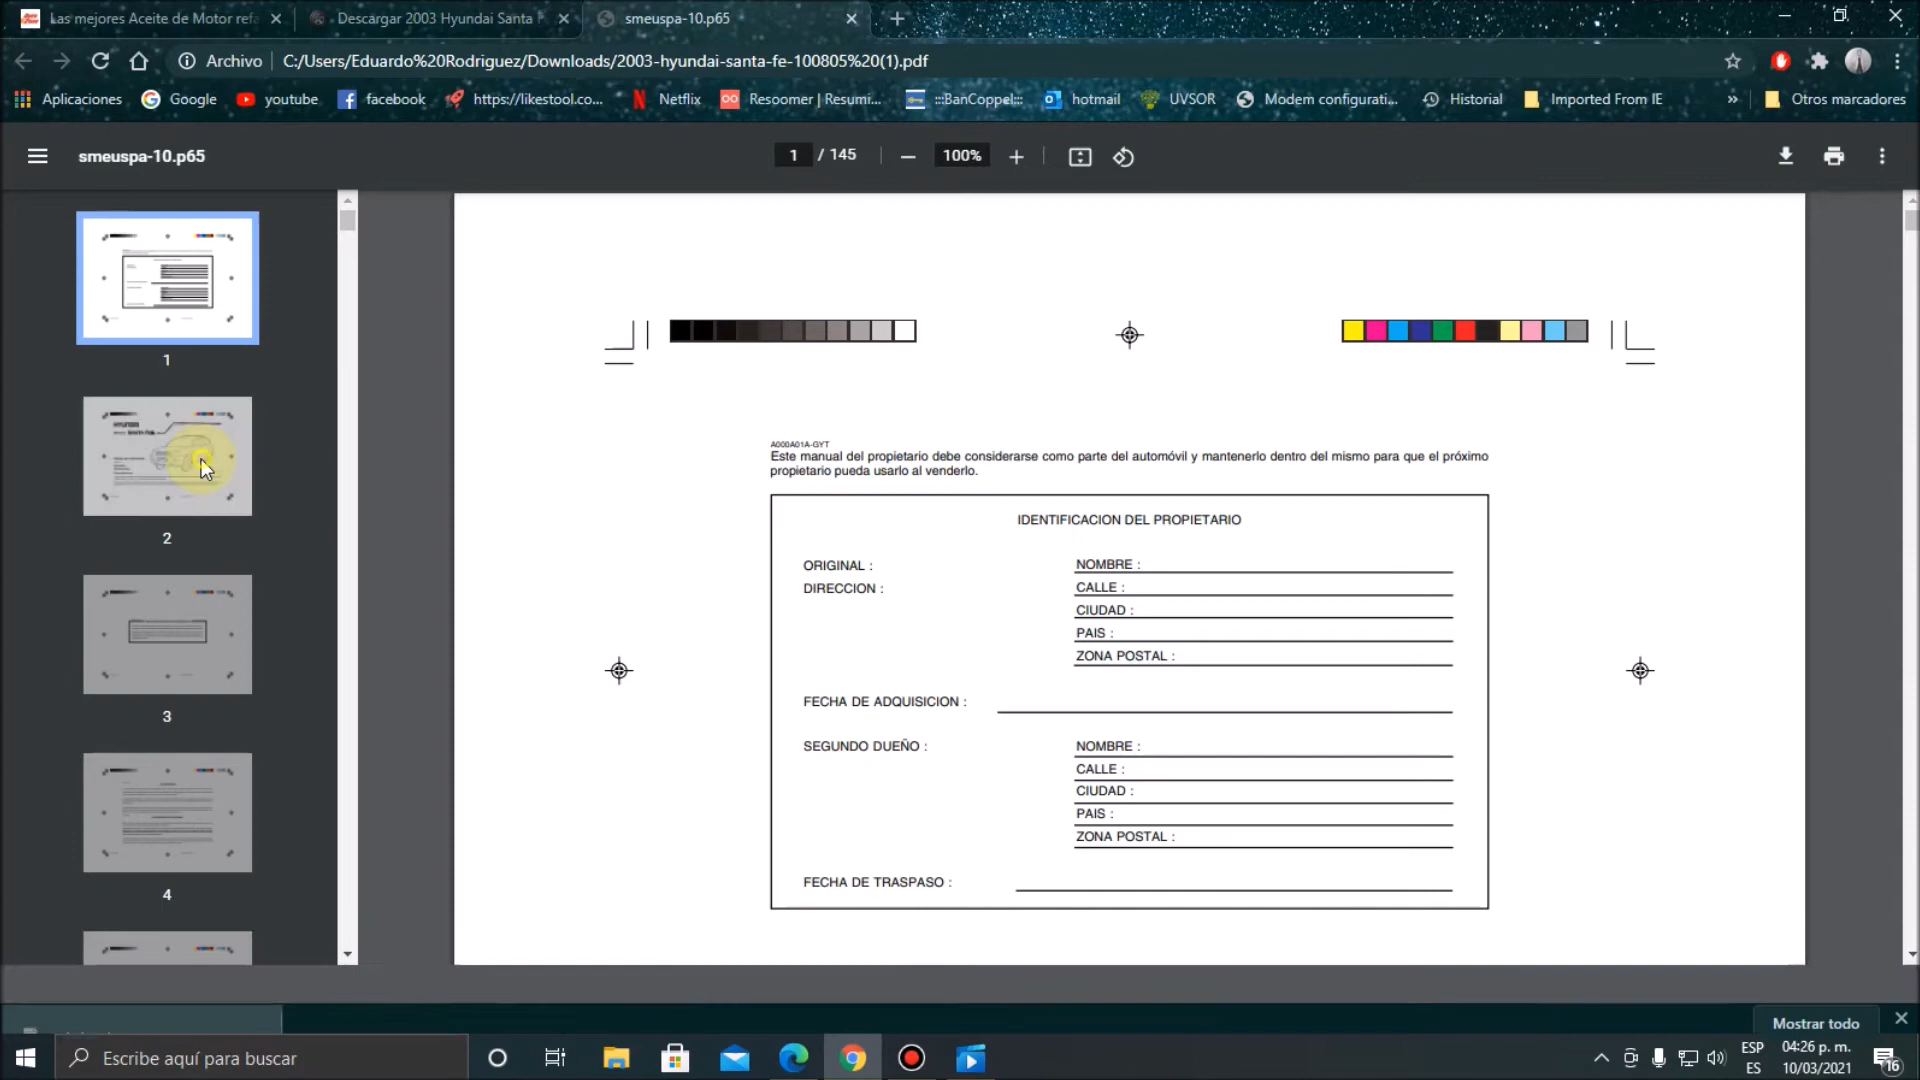 Las mejores Aceite de Motor refa
Descargar 2003 Hyundai Santa F
smeuspa-10.p65
Archivo
C:/Users/Eduardo%20Rodriguez/Downloads/2003-hyundai-santa-fe-100805%20(1).pdf
Aplicaciones
Google
youtube
facebook
https://likestool.co...
Netflix
Resoomer | Resumi...
:::BanCoppel:::
hotmail
UVSOR
Modem configurati...
Historial
Imported From IE
»
Otros marcadores
smeuspa-10.p65
1 / 145
100%
1
HYUNDAI
2
3
4
A000A01A-GYT
Este manual del propietario debe considerarse como parte del automóvil y mantenerlo dentro del mismo para que el próximo
propietario pueda usarlo al venderlo.
IDENTIFICACION DEL PROPIETARIO
ORIGINAL :
NOMBRE :
DIRECCION :
CALLE :
CIUDAD :
PAIS :
ZONA POSTAL :
FECHA DE ADQUISICION :
SEGUNDO DUEÑO :
NOMBRE :
CALLE :
CIUDAD :
PAIS :
ZONA POSTAL :
FECHA DE TRASPASO :
Mostrar todo
Escribe aquí para buscar
ESP
ES
04:26 p. m.
10/03/2021
16